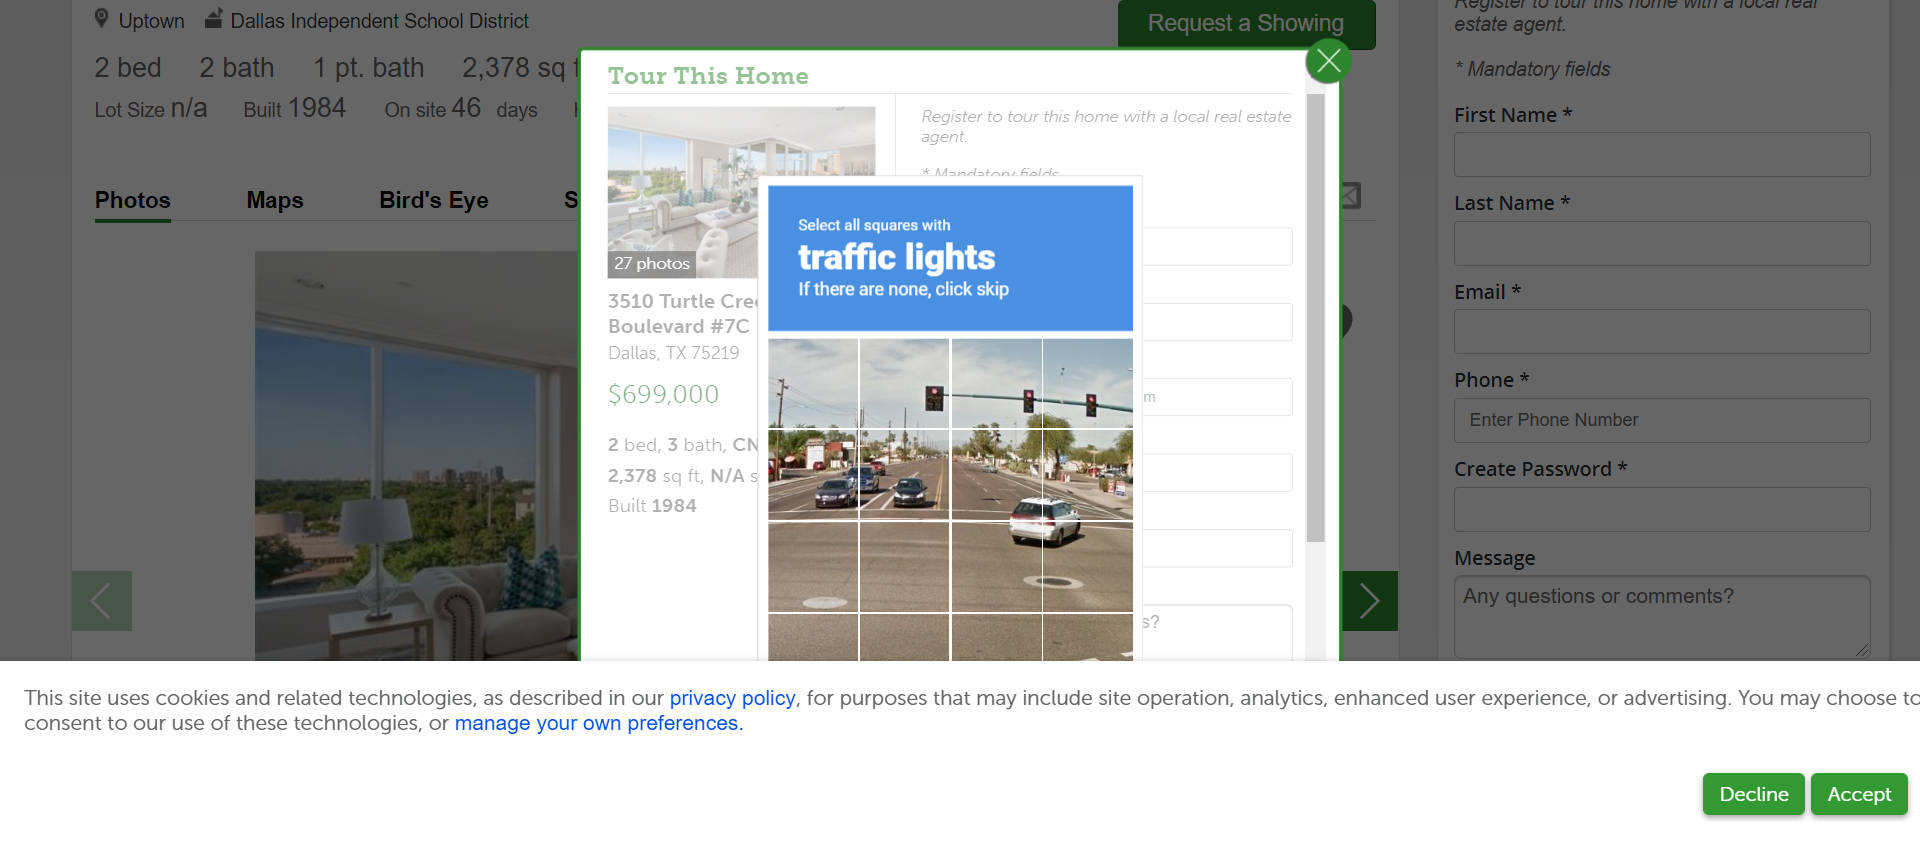 Uptown Dallas Independent School District
Request a Showing
2 bed 2 bath 1 pt. bath 2,378 sq
Lot Size n/a Built 1984 On site 46 days
Photos Maps Bird's Eye S
Tour This Home
27 photos
3510 Turtle Cree
Boulevard #7C
Dallas, TX 75219
$699,000
2 bed, 3 bath, CN
2,378 sq ft, N/A s
Built 1984
Register to tour this home with a local real estate
agent.
* Mandatory fields
Select all squares with
traffic lights
If there are none, click skip
m
s?
Register to tour this home with a local real
estate agent.
* Mandatory fields
First Name *
Last Name *
Email *
Phone *
Enter Phone Number
Create Password *
Message
Any questions or comments?
This site uses cookies and related technologies, as described in our privacy policy, for purposes that may include site operation, analytics, enhanced user experience, or advertising. You may choose to
consent to our use of these technologies, or manage your own preferences.
Decline Accept